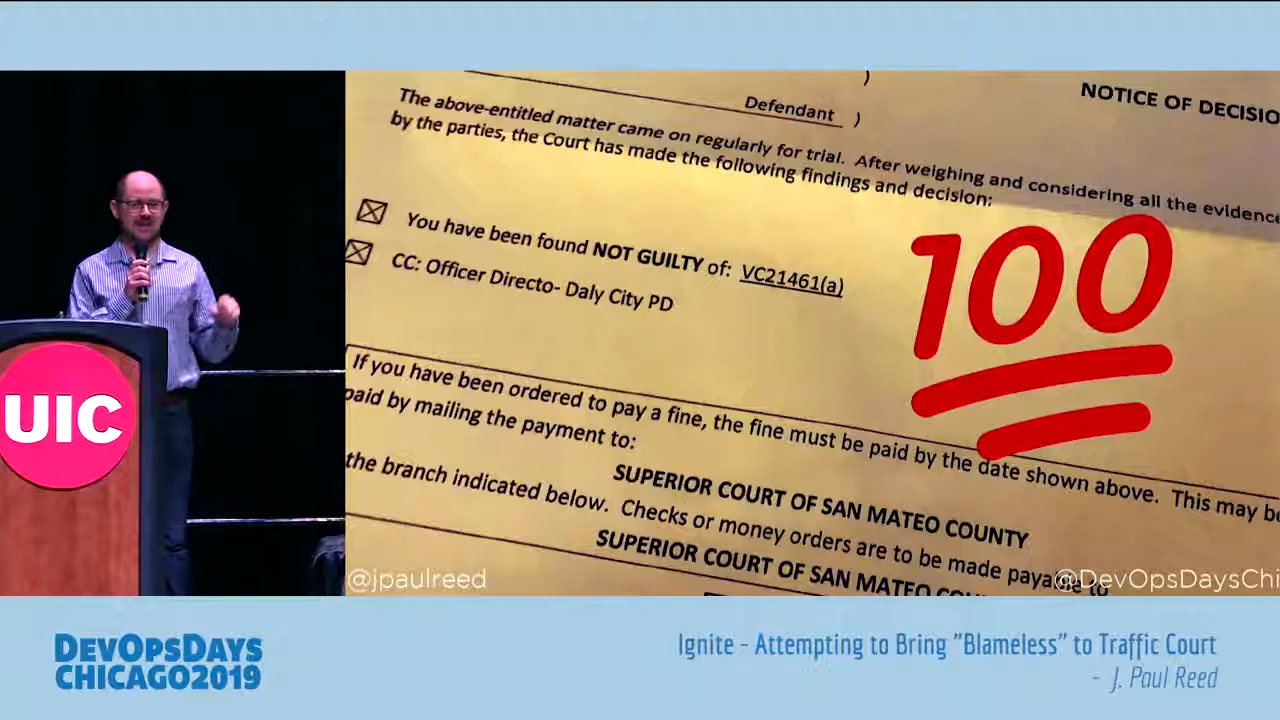 Defendant )
)
NOTICE OF DECISIO
The above-entitled matter came on regularly for trial. After weighing and considering all the evidence
by the parties, the Court has made the following findings and decision:
You have been found NOT GUILTY of: VC21461(a)
CC: Officer Directo- Daly City PD
100
If you have been ordered to pay a fine, the fine must be paid by the date shown above. This may be
paid by mailing the payment to:
SUPERIOR COURT OF SAN MATEO COUNTY
the branch indicated below. Checks or money orders are to be made payable to
SUPERIOR COURT OF SAN MATEO COU
UIC
@jpaulreed
@DevOpsDaysChi
DEVOPSDAYS
CHICAGO2019
Ignite - Attempting to Bring "Blameless" to Traffic Court
- J. Paul Reed